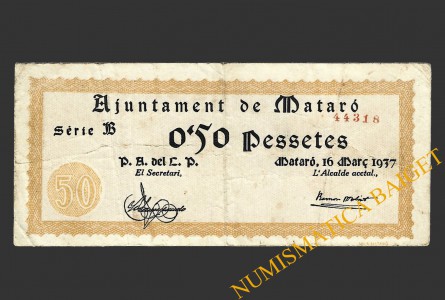 Ajuntament de Mataró
44318
Sèrie B
0'50 Pessetes
P. A. del C. P.
Mataró, 16 Març 1937
El Secretari,
L'Alcalde acctal.,
50
NUMISMATICA BAIGET